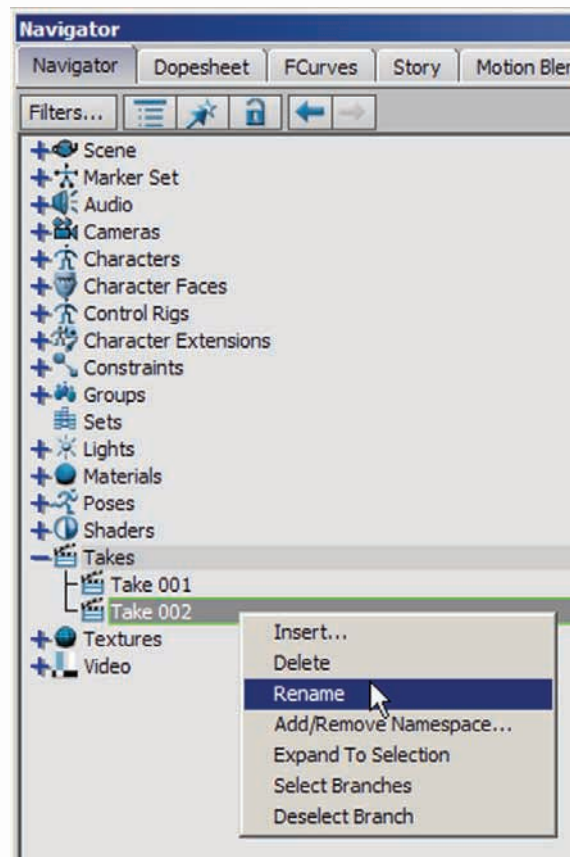 Navigator
Navigator Dopesheet FCurves Story Motion Blen
Filters...
Scene
Marker Set
Audio
Cameras
Characters
Character Faces
Control Rigs
Character Extensions
Constraints
Groups
Sets
Lights
Materials
Poses
Shaders
Takes
Take 001
Take 002
Textures
Video
Insert...
Delete
Rename
Add/Remove Namespace...
Expand To Selection
Select Branches
Deselect Branch